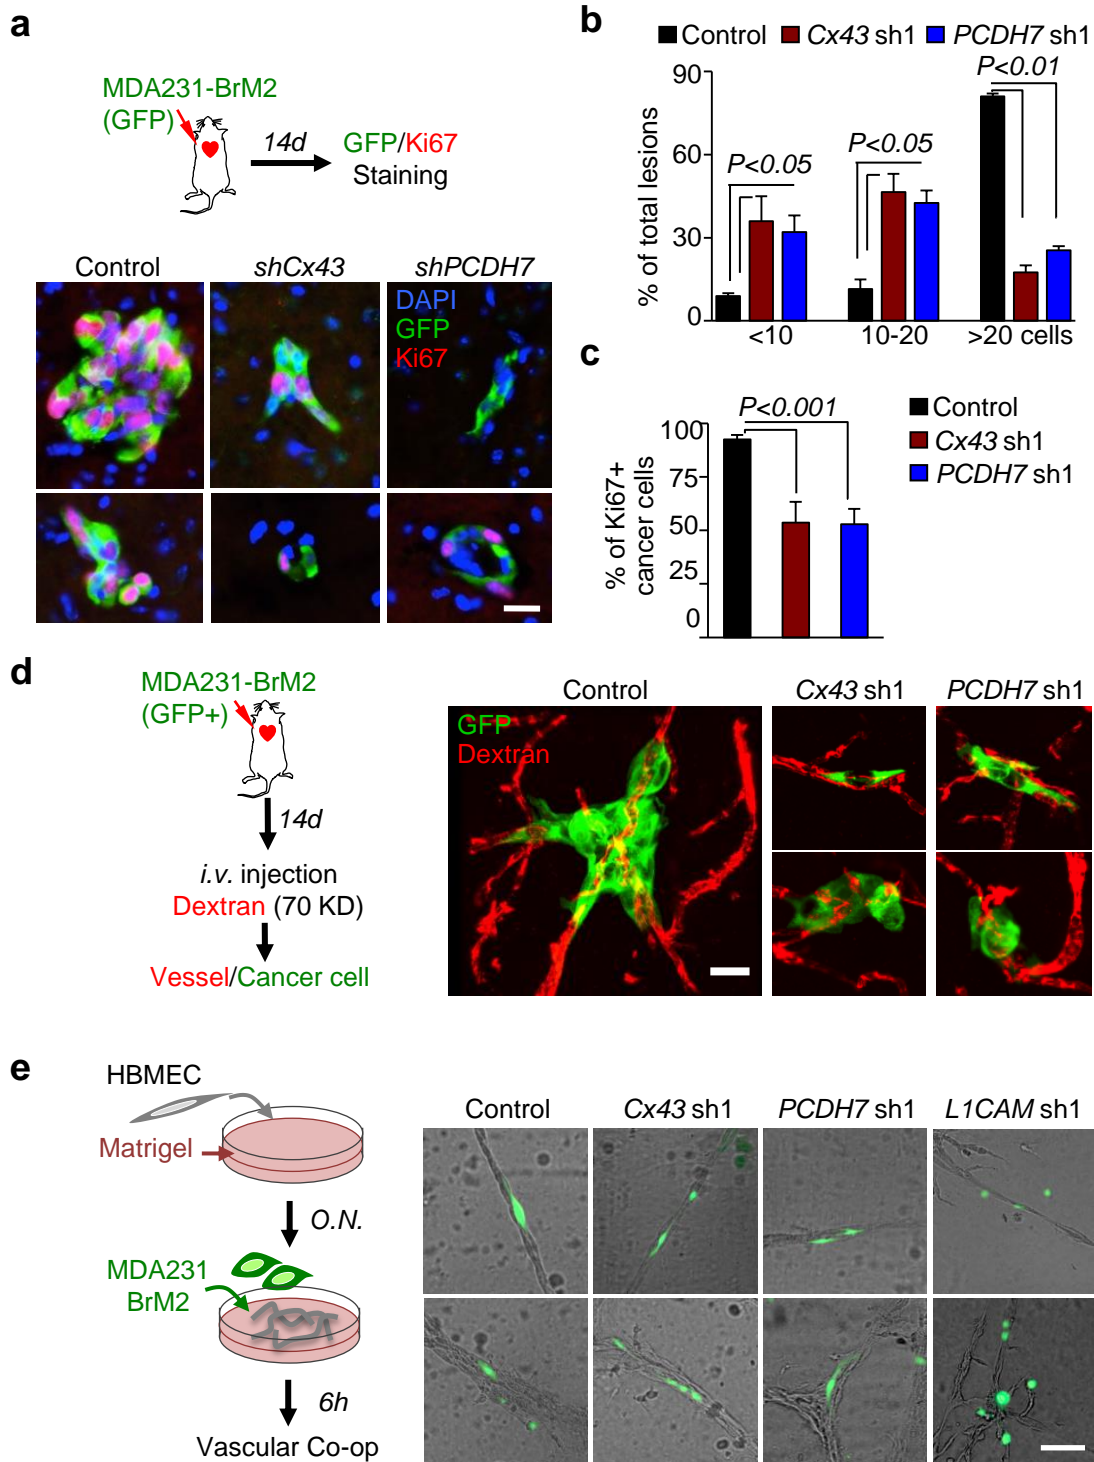 a
MDA231-BrM2
(GFP)
14d
GFP/Ki67
Staining
Control
shCx43
shPCDH7
DAPI
GFP
Ki67
b
Control
Cx43 sh1
PCDH7 sh1
% of total lesions
90
60
30
0
P<0.05
P<0.05
P<0.01
<10
10-20
>20 cells
c
Control
Cx43 sh1
PCDH7 sh1
% of Ki67+
cancer cells
100
75
50
25
0
P<0.001
d
MDA231-BrM2
(GFP+)
14d
i.v. injection
Dextran (70 KD)
Vessel/Cancer cell
Control
Cx43 sh1
PCDH7 sh1
GFP
Dextran
e
HBMEC
Matrigel
O.N.
MDA231
BrM2
6h
Vascular Co-op
Control
Cx43 sh1
PCDH7 sh1
L1CAM sh1